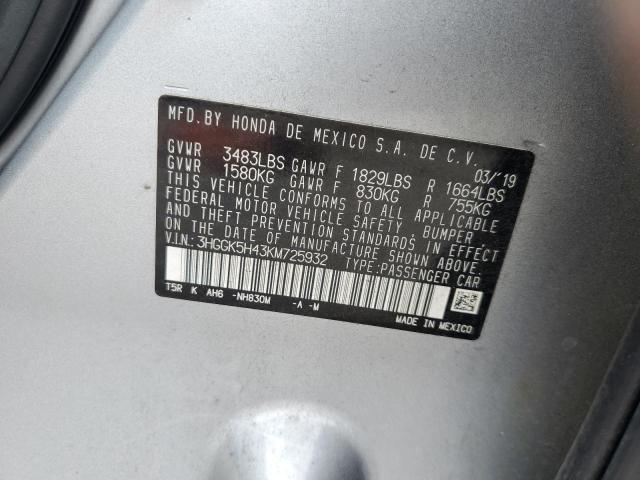 MFD.BY HONDA DE MEXICO S.A. DE C.V.
03/'19
GVWR 3483LBS GAWR F 1829LBS R 1664LBS
GVWR 1580KG GAWR F 830KG R 755KG
THIS VEHICLE CONFORMS TO ALL APPLICABLE
FEDERAL MOTOR VEHICLE SAFETY, BUMPER,
AND THEFT PREVENTION STANDARDS IN EFFECT
ON THE DATE OF MANUFACTURE SHOWN ABOVE.
V.I.N: 3HGGK5H43KM725932 TYPE:PASSENGER CAR
T5R K AH6 -NH830M -A -M
MADE IN MEXICO